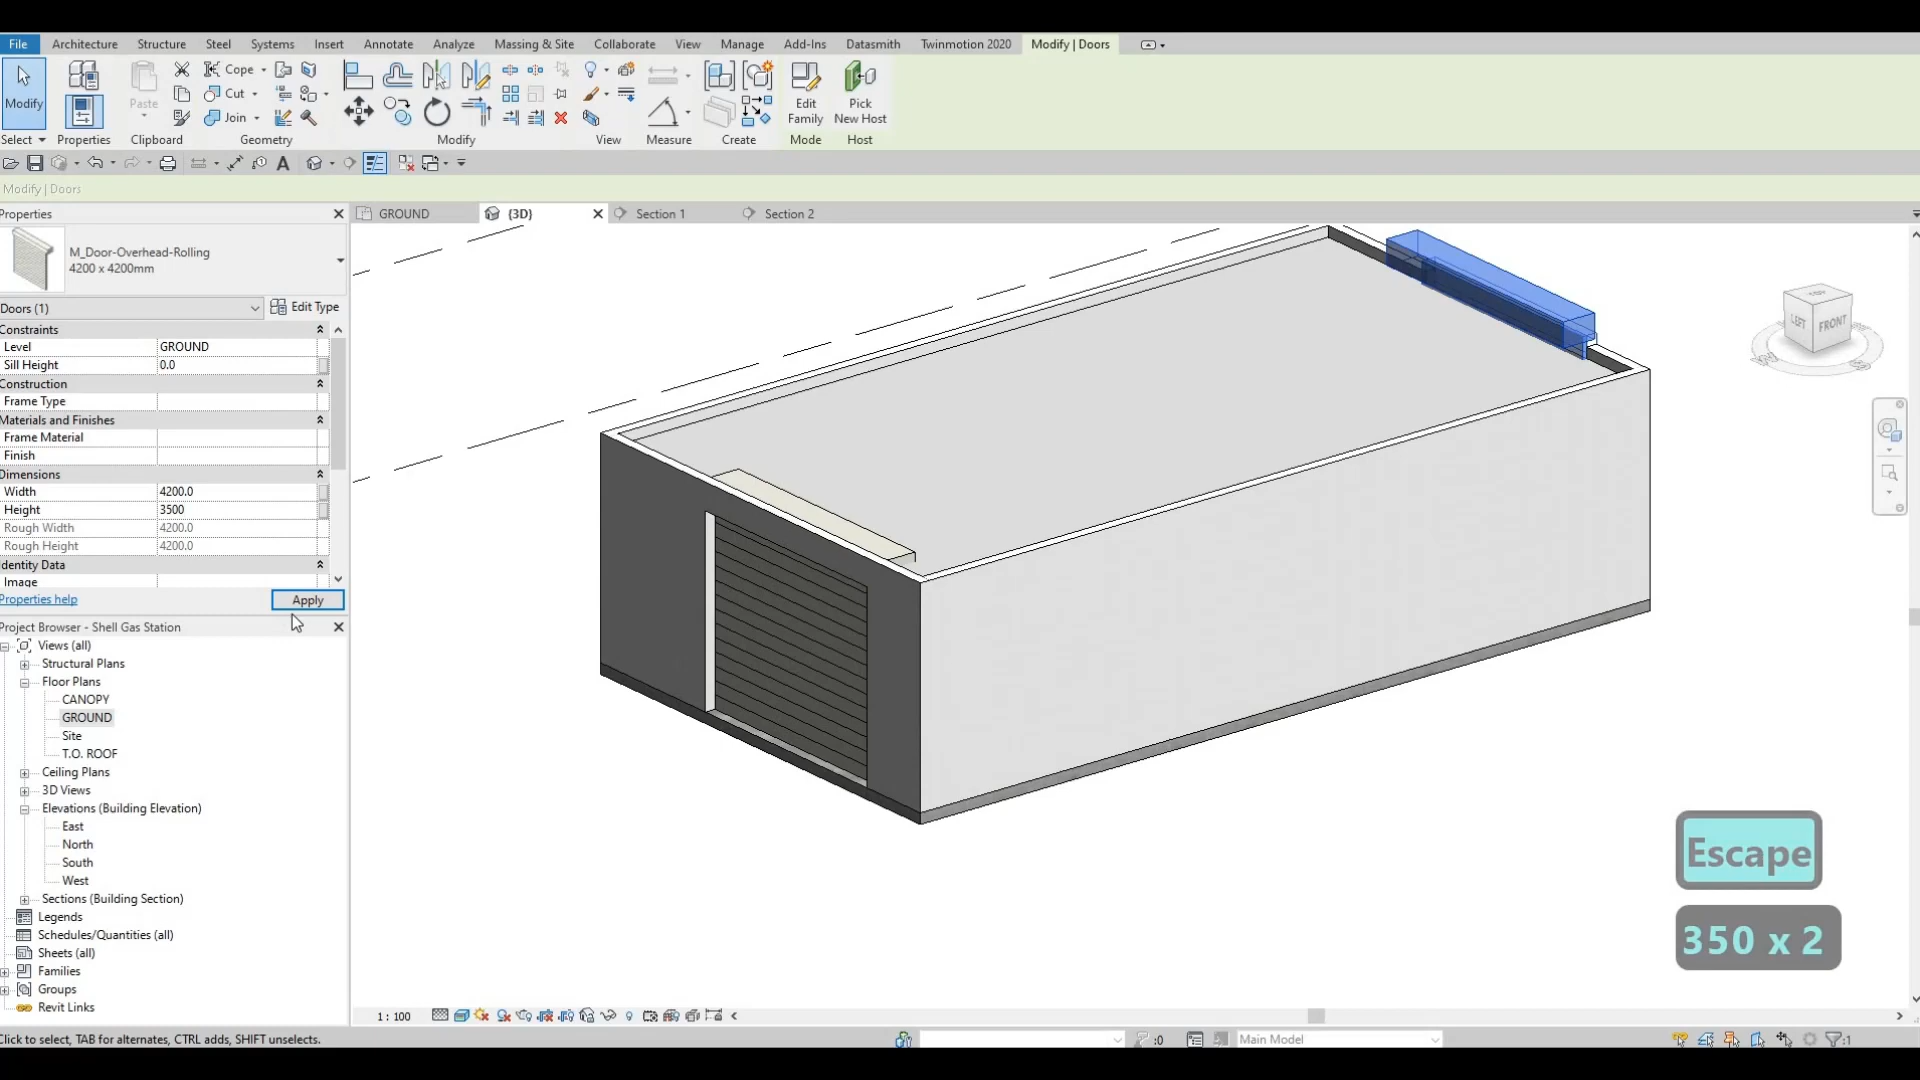 File Architecture Structure Steel Systems Insert Annotate Analyze Massing & Site Collaborate View Manage Add-Ins Datasmith Twinmotion 2020 Modify | Doors
Modify
Paste
Cope
Cut
Join
Edit Family
Pick New Host
Select Properties Clipboard Geometry Modify View Measure Create Mode Host
Modify | Doors
Properties
GROUND {3D} Section 1 Section 2
M_Door-Overhead-Rolling
4200 x 4200mm
Doors (1) Edit Type
Constraints
Level GROUND
Sill Height 0.0
Construction
Frame Type
Materials and Finishes
Frame Material
Finish
Dimensions
Width 4200.0
Height 3500
Rough Width 4200.0
Rough Height 4200.0
Identity Data
Image
Properties help Apply
Project Browser - Shell Gas Station
Views (all)
Structural Plans
Floor Plans
CANOPY
GROUND
Site
T.O. ROOF
Ceiling Plans
3D Views
Elevations (Building Elevation)
East
North
South
West
Sections (Building Section)
Legends
Schedules/Quantities (all)
Sheets (all)
Families
Groups
Revit Links
TOP
LEFT FRONT
Escape
350 x 2
1 : 100
Click to select, TAB for alternates, CTRL adds, SHIFT unselects.
:0
Main Model
:1